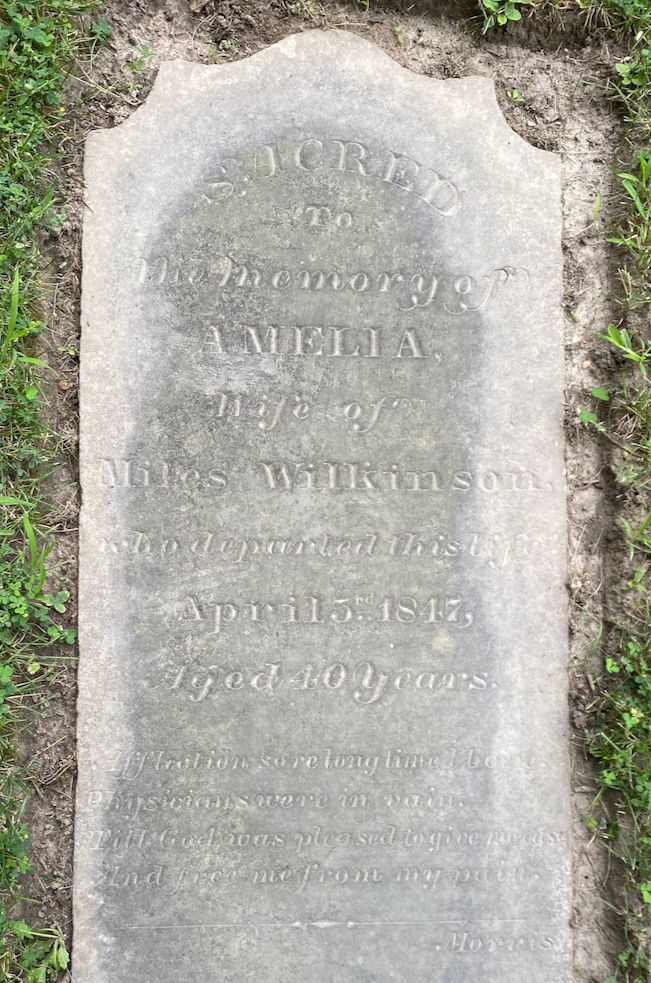 SACRED
To
the memory of
AMELIA,
Wife of
Miles Wilkinson.
who departed this life
April 3rd 1847,
Aged 40 Years.
Affliction sore long time I bore
Physicians were in vain.
Till God was pleased to give me ease
And free me from my pain.
Morris